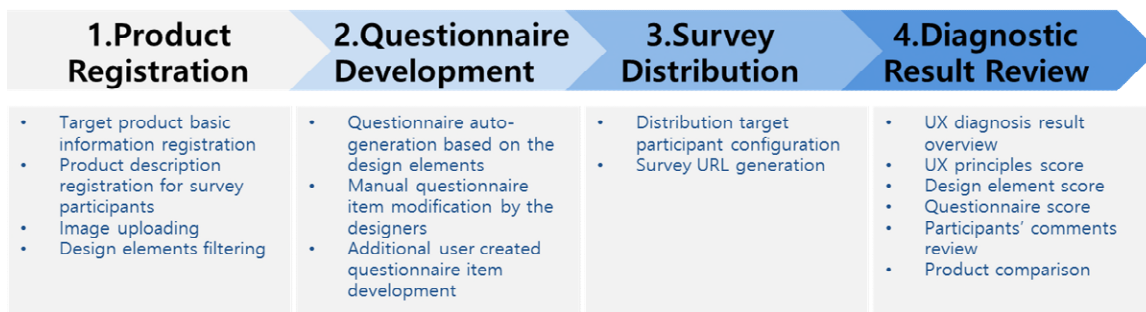 1.Product
Registration
2.Questionnaire
Development
3.Survey
Distribution
4.Diagnostic
Result Review
• Target product basic
information registration
• Product description
registration for survey
participants
• Image uploading
• Design elements filtering
• Questionnaire auto-
generation based on the
design elements
• Manual questionnaire
item modification by the
designers
• Additional user created
questionnaire item
development
• Distribution target
participant configuration
• Survey URL generation
• UX diagnosis result
overview
• UX principles score
• Design element score
• Questionnaire score
• Participants’ comments
review
• Product comparison